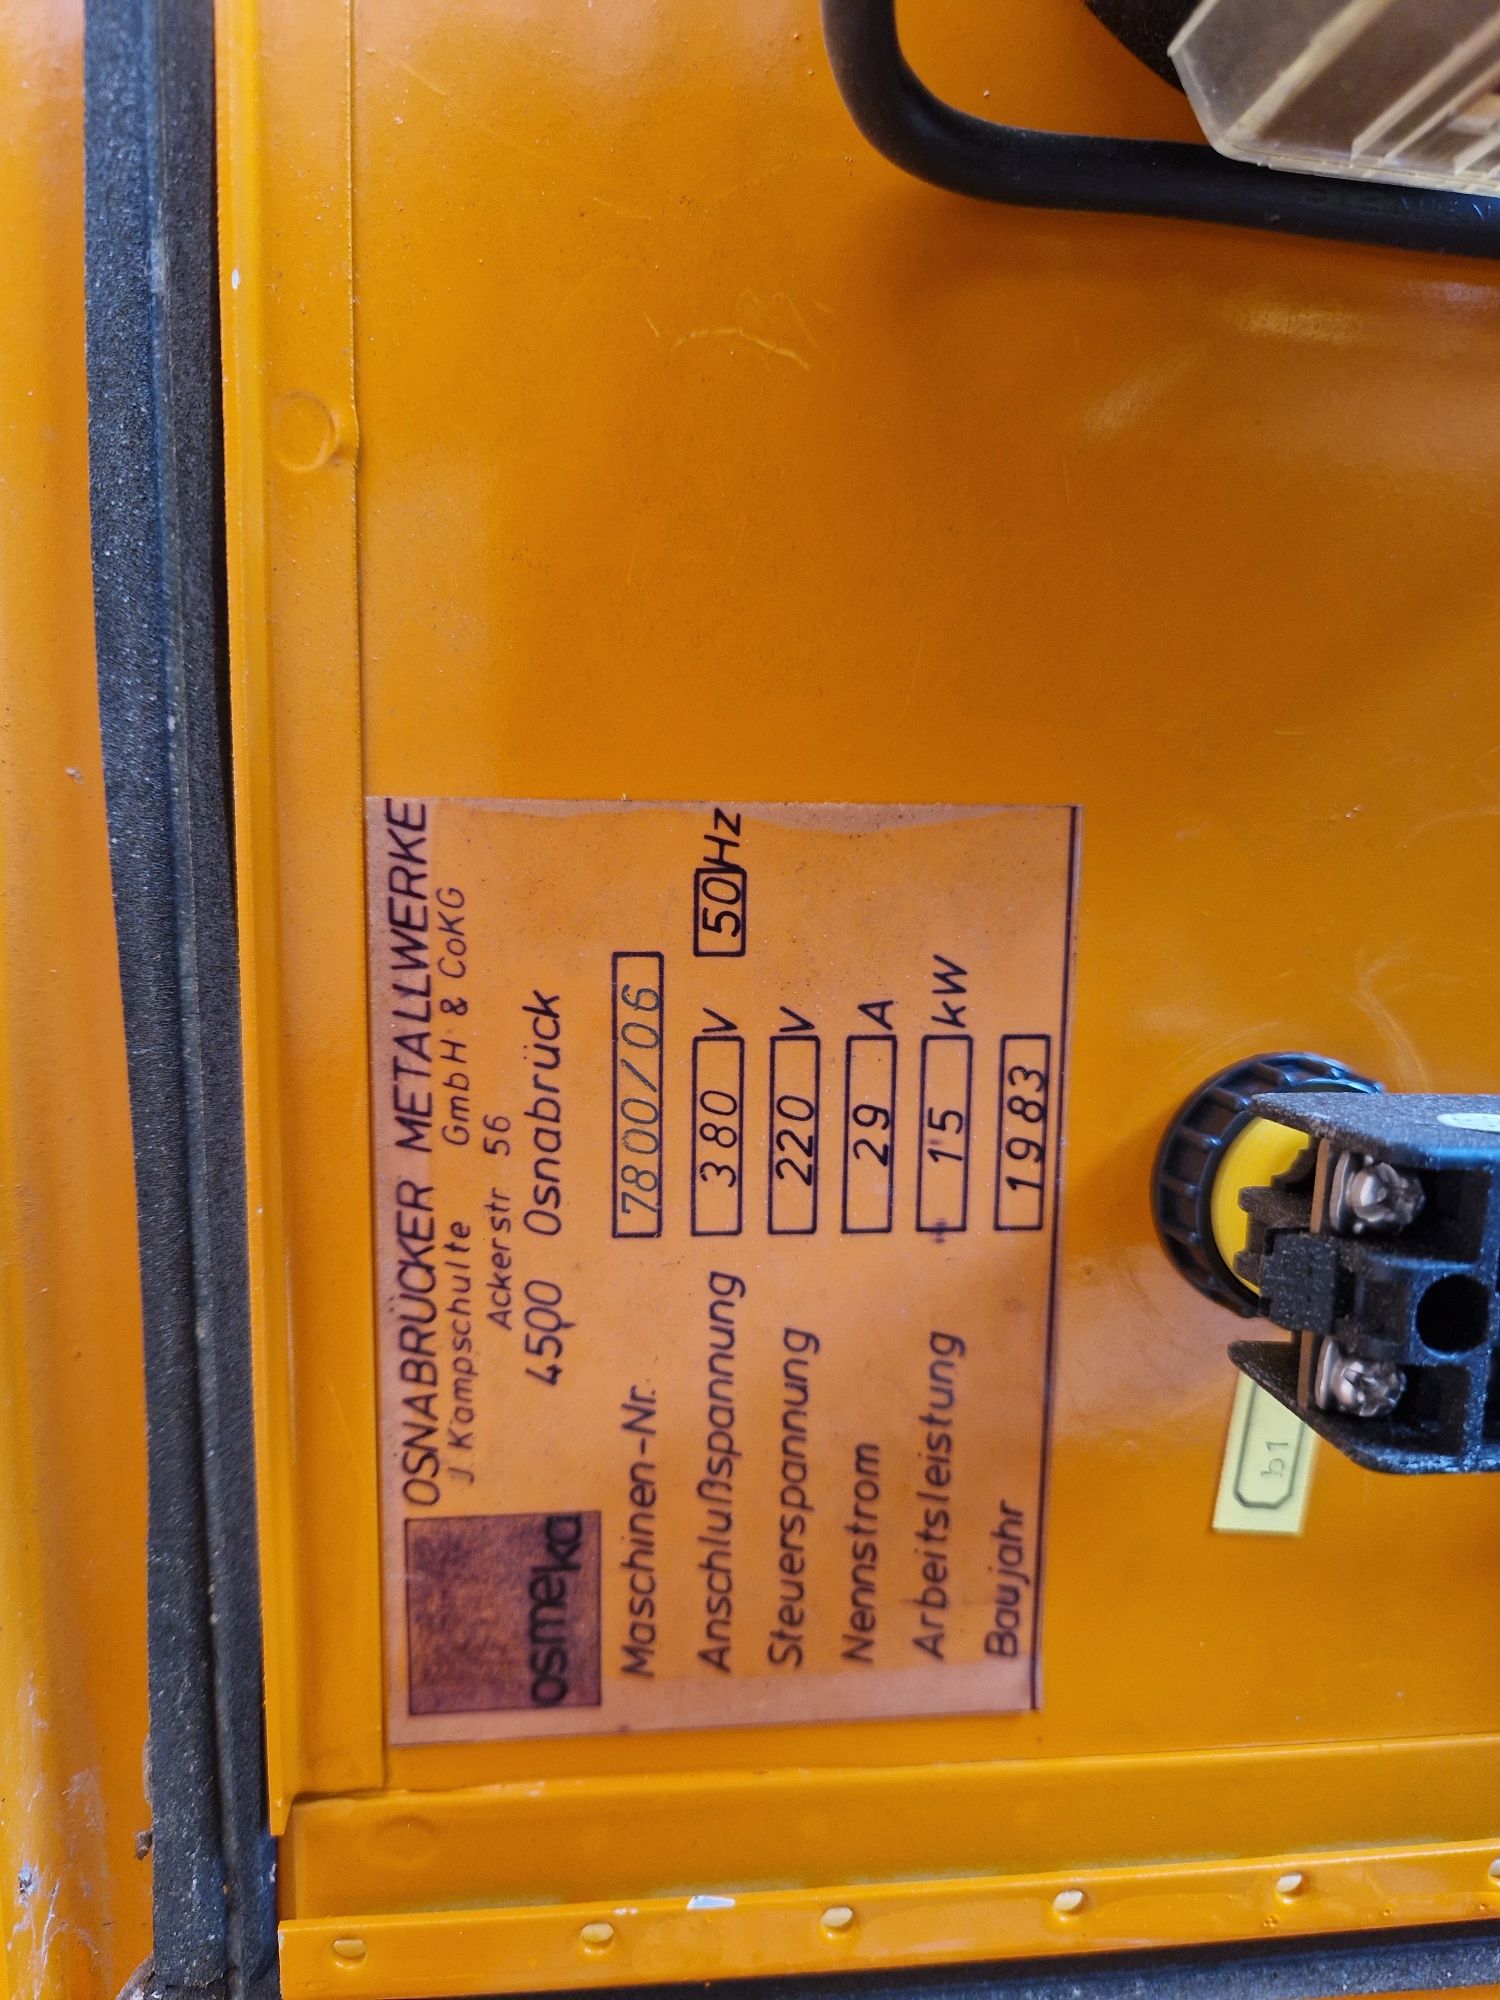 OSNABRÜCKER METALLWERKE
J. Kampschulte GmbH & CoKG
Ackerstr. 56
4500 Osnabrück
osmeka
Maschinen-Nr. 7800/06
Anschlußspannung 380 V 50 Hz
Steuerspannung 220 V
Nennstrom 29 A
Arbeitsleistung 15 kW
Baujahr 1983
b1